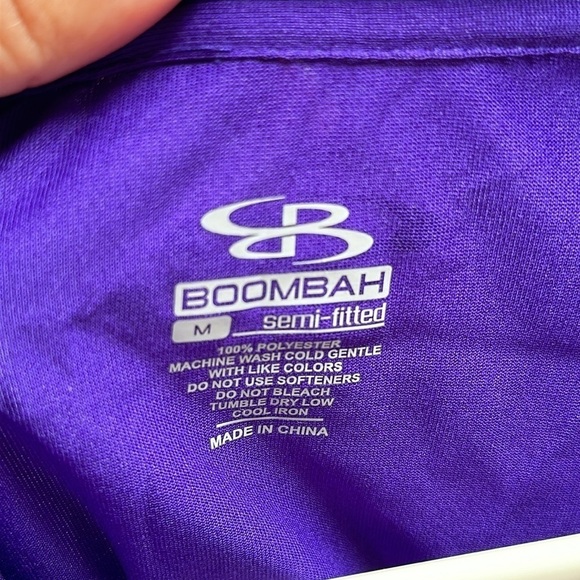 BOOMBAH
M semi-fitted
100% POLYESTER
MACHINE WASH COLD GENTLE
WITH LIKE COLORS
DO NOT USE SOFTENERS
DO NOT BLEACH
TUMBLE DRY LOW
COOL IRON
MADE IN CHINA